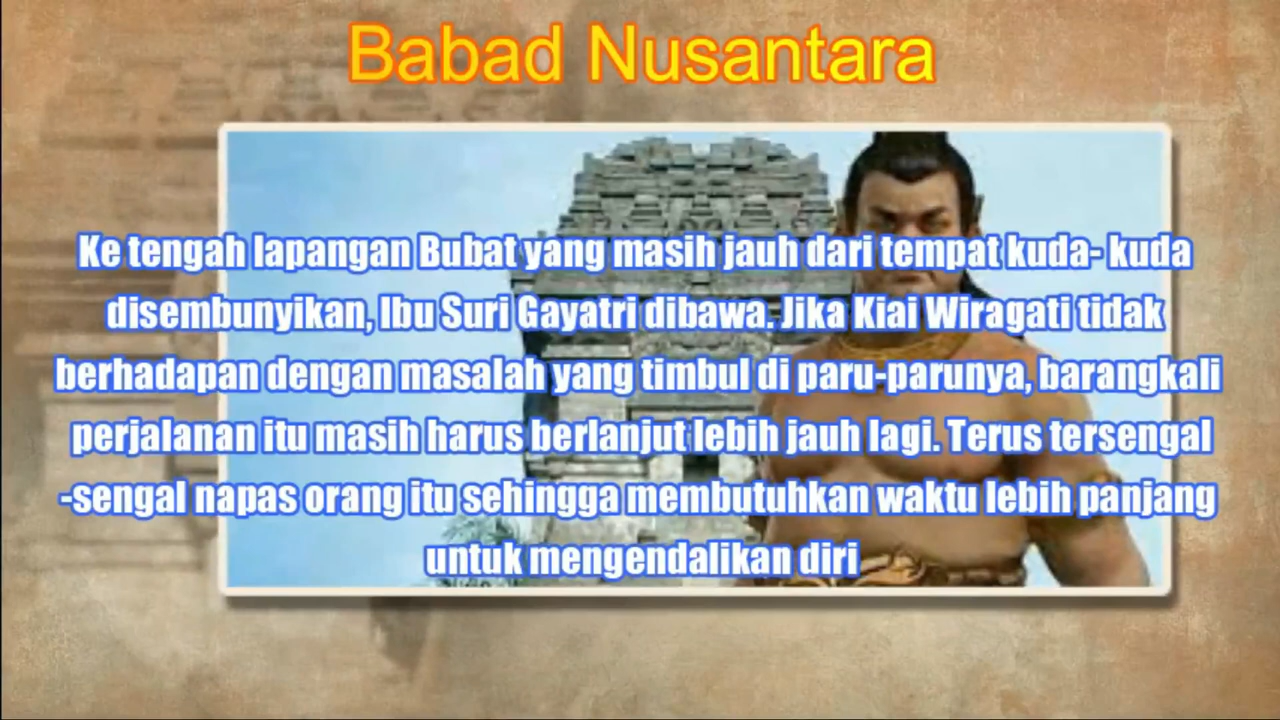 Babad Nusantara
Ke tengah lapangan Bubat yang masih jauh dari tempat kuda- kuda
disembunyikan, Ibu Suri Gayatri dibawa. Jika Kiai Wiragati tidak
berhadapan dengan masalah yang timbul di paru-parunya, barangkali
perjalanan itu masih harus berlanjut lebih jauh lagi. Terus tersengal
-sengal napas orang itu sehingga membutuhkan waktu lebih panjang
untuk mengendalikan diri